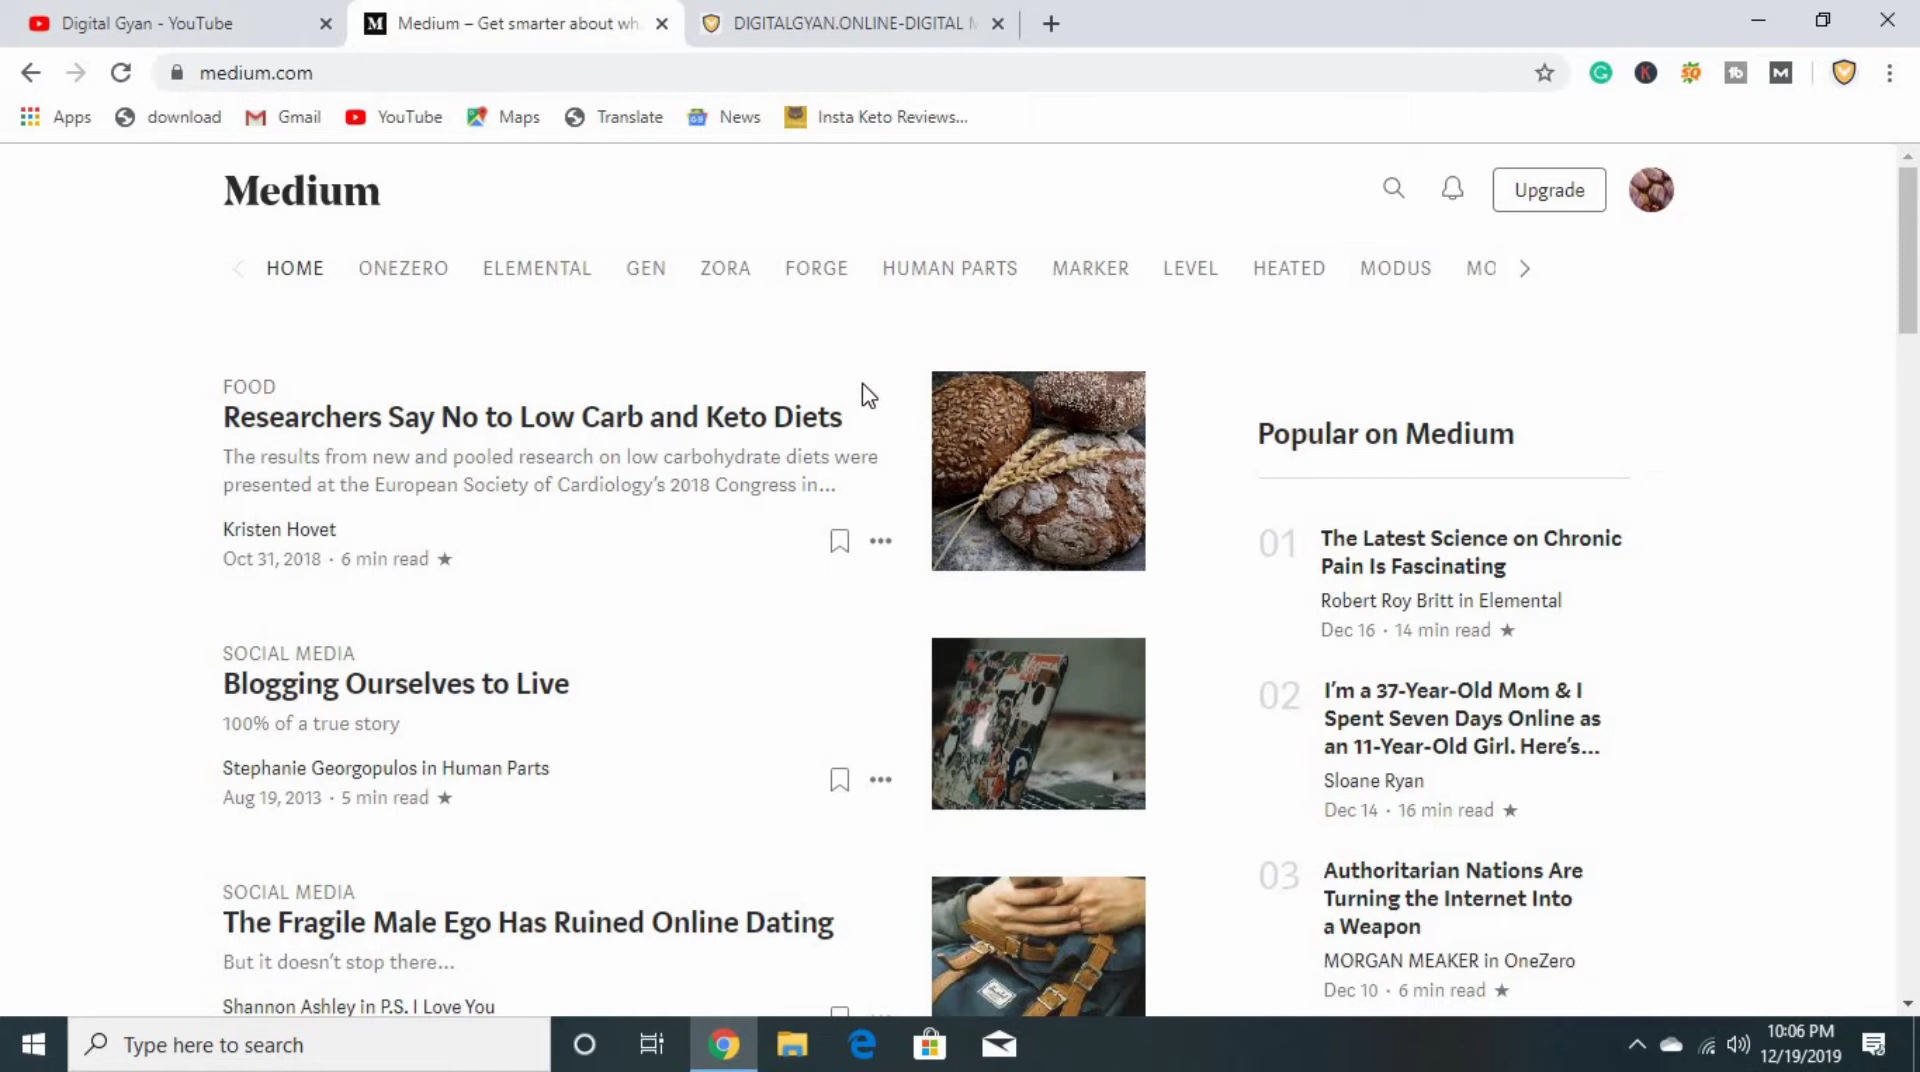 Digital Gyan - YouTube
Medium – Get smarter about wh
DIGITALGYAN.ONLINE-DIGITAL M
medium.com
Apps
download
Gmail
YouTube
Maps
Translate
News
Insta Keto Reviews...
Medium
Upgrade
HOME
ONEZERO
ELEMENTAL
GEN
ZORA
FORGE
HUMAN PARTS
MARKER
LEVEL
HEATED
MODUS
MO
FOOD
Researchers Say No to Low Carb and Keto Diets
The results from new and pooled research on low carbohydrate diets were
presented at the European Society of Cardiology’s 2018 Congress in...
Kristen Hovet
Oct 31, 2018 · 6 min read ★
SOCIAL MEDIA
Blogging Ourselves to Live
100% of a true story
Stephanie Georgopulos in Human Parts
Aug 19, 2013 · 5 min read ★
SOCIAL MEDIA
The Fragile Male Ego Has Ruined Online Dating
But it doesn’t stop there...
Shannon Ashley in P.S. I Love You
Popular on Medium
01
The Latest Science on Chronic
Pain Is Fascinating
Robert Roy Britt in Elemental
Dec 16 · 14 min read ★
02
I’m a 37-Year-Old Mom & I
Spent Seven Days Online as
an 11-Year-Old Girl. Here’s...
Sloane Ryan
Dec 14 · 16 min read ★
03
Authoritarian Nations Are
Turning the Internet Into
a Weapon
MORGAN MEAKER in OneZero
Dec 10 · 6 min read ★
Type here to search
10:06 PM
12/19/2019